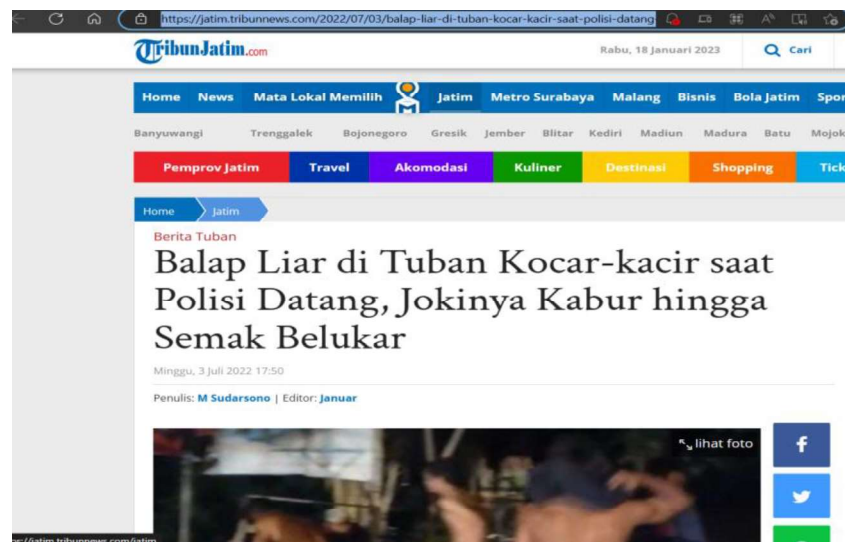 https://jatim.tribunnews.com/2022/07/03/balap-liar-di-tuban-kocar-kacir-saat-polisi-datang
TribunJatim.com
Rabu, 18 Januari 2023
Cari
Home News Mata Lokal Memilih Jatim Metro Surabaya Malang Bisnis Bola Jatim Spor
Banyuwangi Trenggalek Bojonegoro Gresik Jember Blitar Kediri Madiun Madura Batu Mojok
Pemprov Jatim Travel Akomodasi Kuliner Destinasi Shopping Tick
Home Jatim
Berita Tuban
Balap Liar di Tuban Kocar-kacir saat
Polisi Datang, Jokinya Kabur hingga
Semak Belukar
Minggu, 3 Juli 2022 17:50
Penulis: M Sudarsono | Editor: Januar
lihat foto